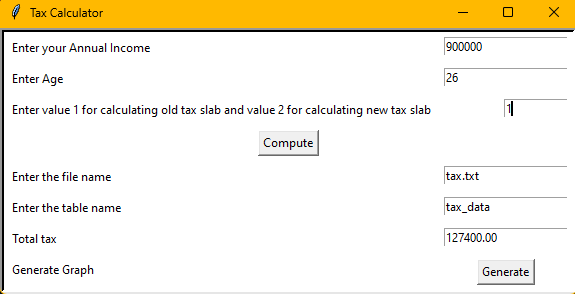 Tax Calculator
Enter your Annual Income 900000
Enter Age 26
Enter value 1 for calculating old tax slab and value 2 for calculating new tax slab 1
Compute
Enter the file name tax.txt
Enter the table name tax_data
Total tax 127400.00
Generate Graph Generate